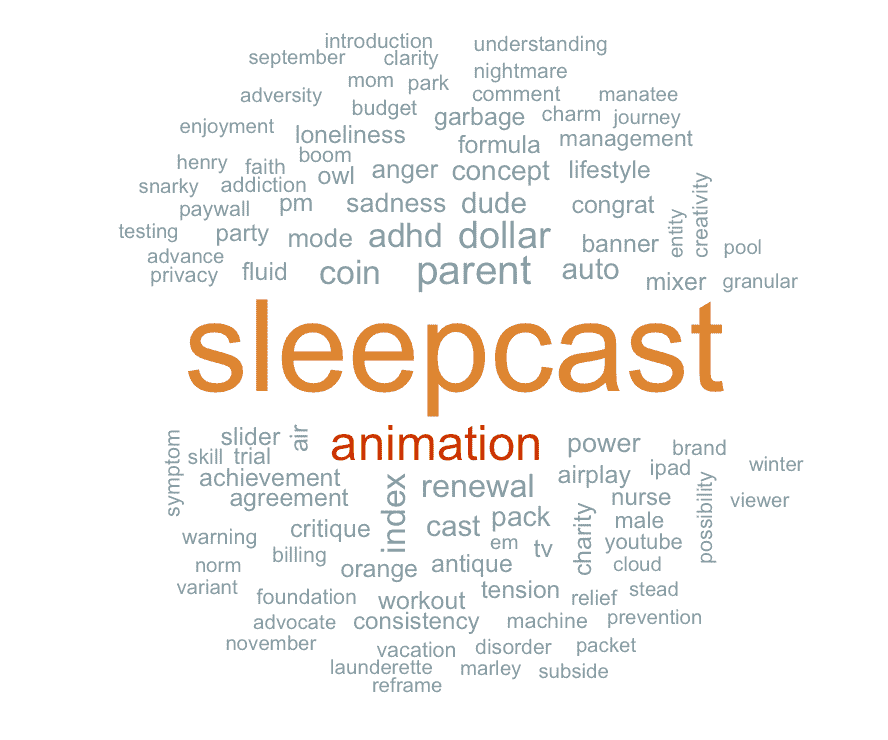 introduction understanding
september clarity
nightmare
mom park
adversity comment manatee
budget
garbage charm journey
enjoyment loneliness formula management
henry faith boom
owl anger concept lifestyle
snarky addiction
paywall pm sadness dude congrat creativity
testing party mode adhd dollar banner entity pool
advance
privacy fluid coin parent auto mixer granular
sleepcast
animation
symptom slider air power brand
skill trial airplay ipad winter
achievement index renewal possibility
agreement nurse viewer
warning critique cast pack charity male
norm billing em tv youtube
orange antique cloud
variant foundation workout tension relief stead
advocate consistency machine prevention
november vacation disorder packet
launderette marley subside
reframe